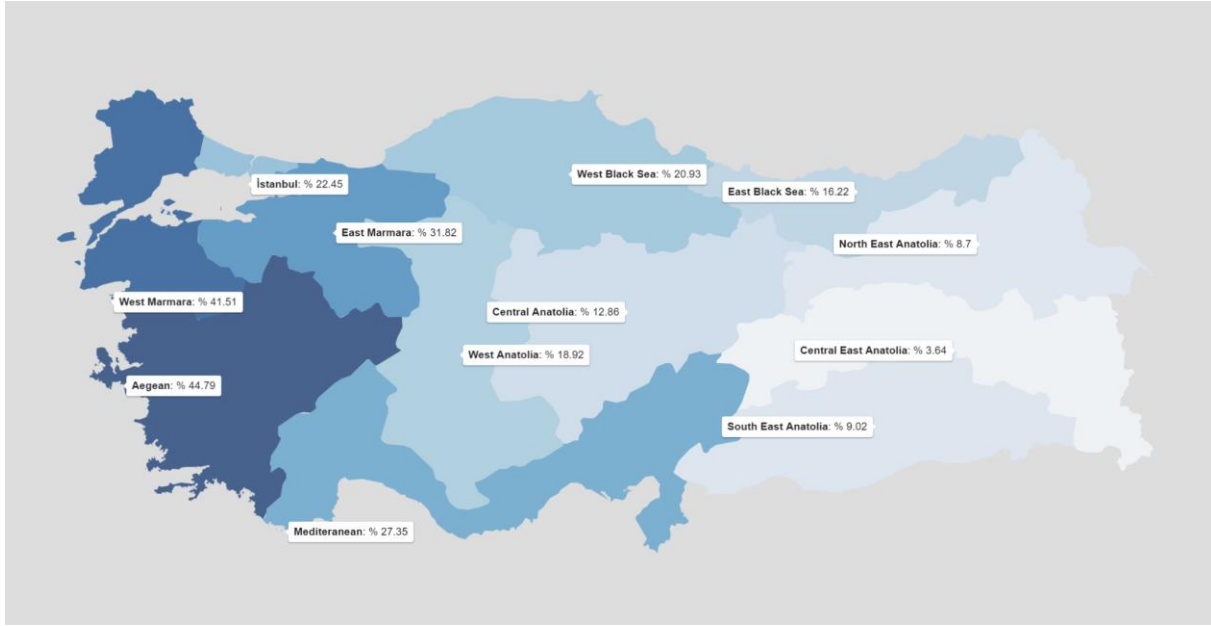 West Black Sea: % 20.93
İstanbul: % 22.45
East Black Sea: % 16.22
East Marmara: % 31.82
North East Anatolia: % 8.7
West Marmara: % 41.51
Central Anatolia: % 12.86
Central East Anatolia: % 3.64
West Anatolia: % 18.92
Aegean: % 44.79
South East Anatolia: % 9.02
Mediteranean: % 27.35